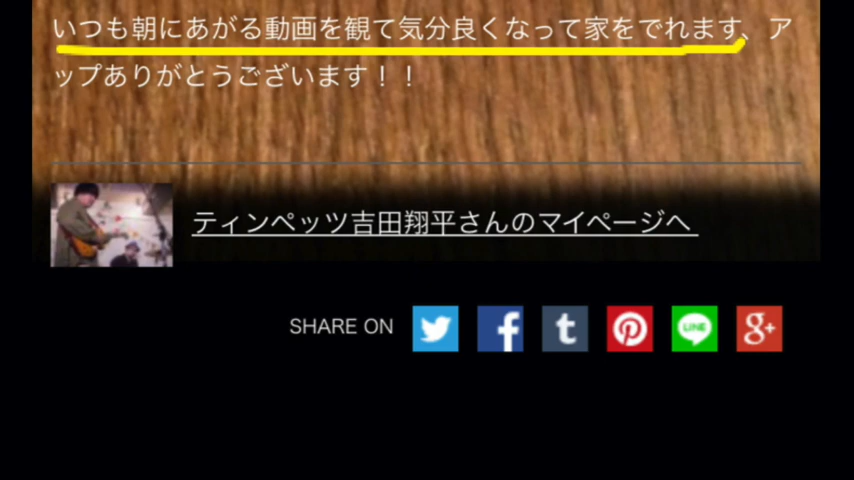 いつも朝にあがる動画を観て気分良くなって家をでれます、ア
ップありがとうございます！！
ティンペッツ吉田翔平さんのマイページへ
SHARE ON
t
LINE
g+